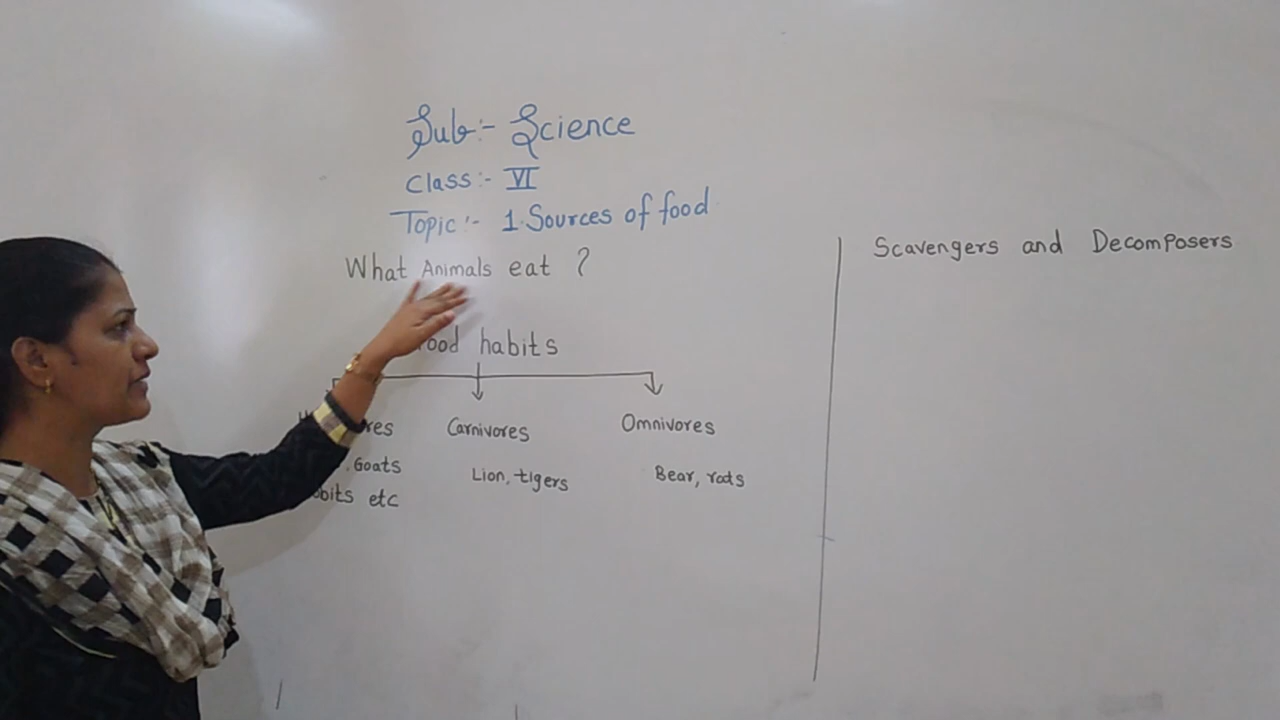 Sub:- Science
Class:- VI
Topic:- 1. Sources of food
What Animals eat ?
food habits
Carnivores
Omnivores
Goats
Lion, tigers
Bear, rats
etc
Scavengers and Decomposers